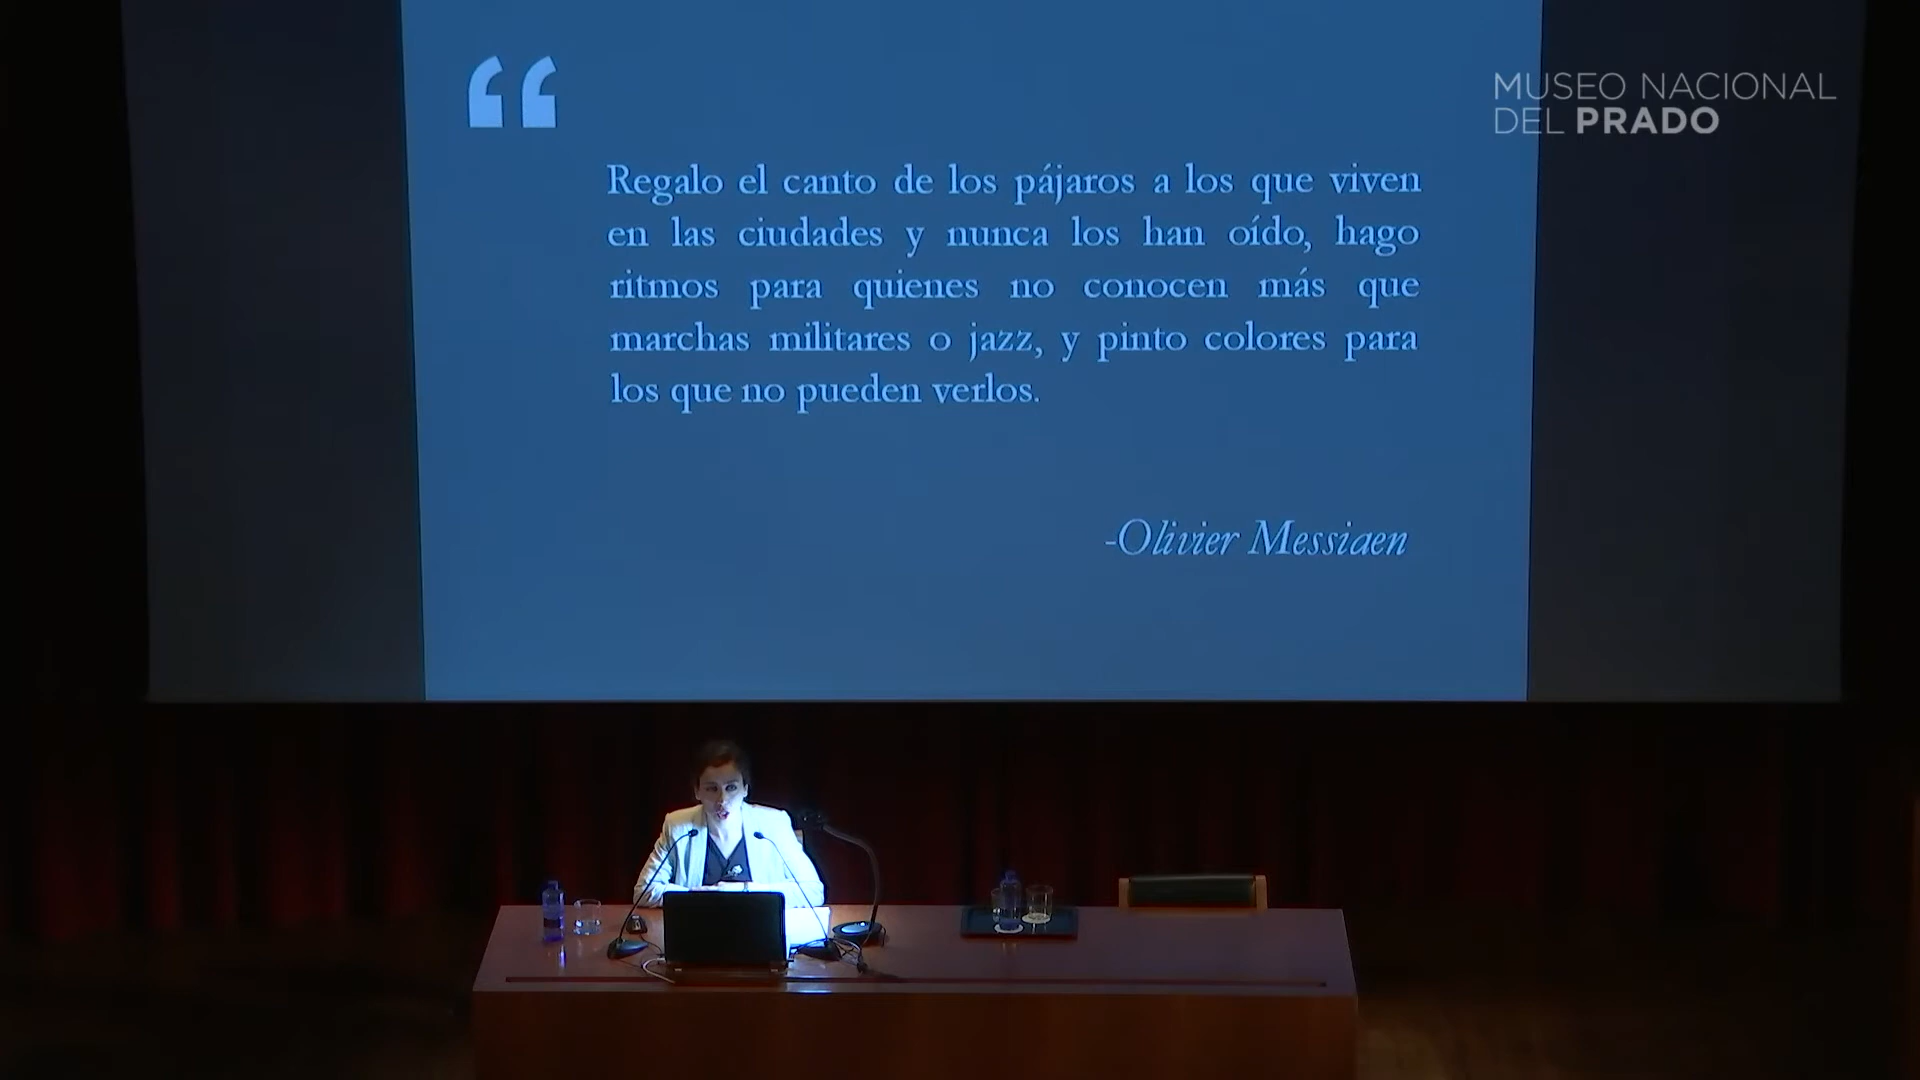 “
MUSEO NACIONAL
DEL PRADO
Regalo el canto de los pájaros a los que viven
en las ciudades y nunca los han oído, hago
ritmos para quienes no conocen más que
marchas militares o jazz, y pinto colores para
los que no pueden verlos.
-Olivier Messiaen